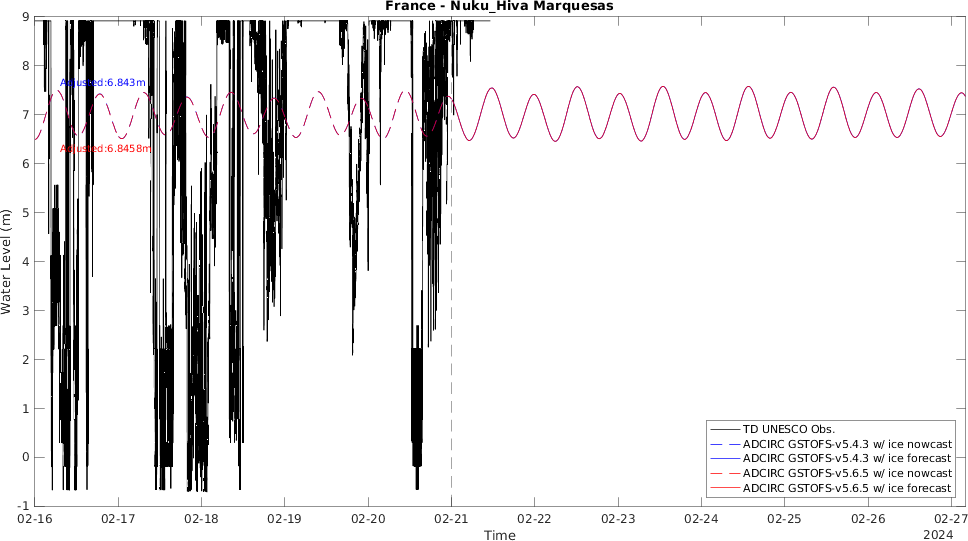 France - Nuku_Hiva Marquesas
9
8
7
6
5
4
3
2
1
0
-1
Water Level (m)
Adjusted:6.843m
Adjusted:6.8458m
TD UNESCO Obs.
ADCIRC GSTOFS-v5.4.3 w/ ice nowcast
ADCIRC GSTOFS-v5.4.3 w/ ice forecast
ADCIRC GSTOFS-v5.6.5 w/ ice nowcast
ADCIRC GSTOFS-v5.6.5 w/ ice forecast
02-16 02-17 02-18 02-19 02-20 02-21 02-22 02-23 02-24 02-25 02-26 02-27
Time
2024